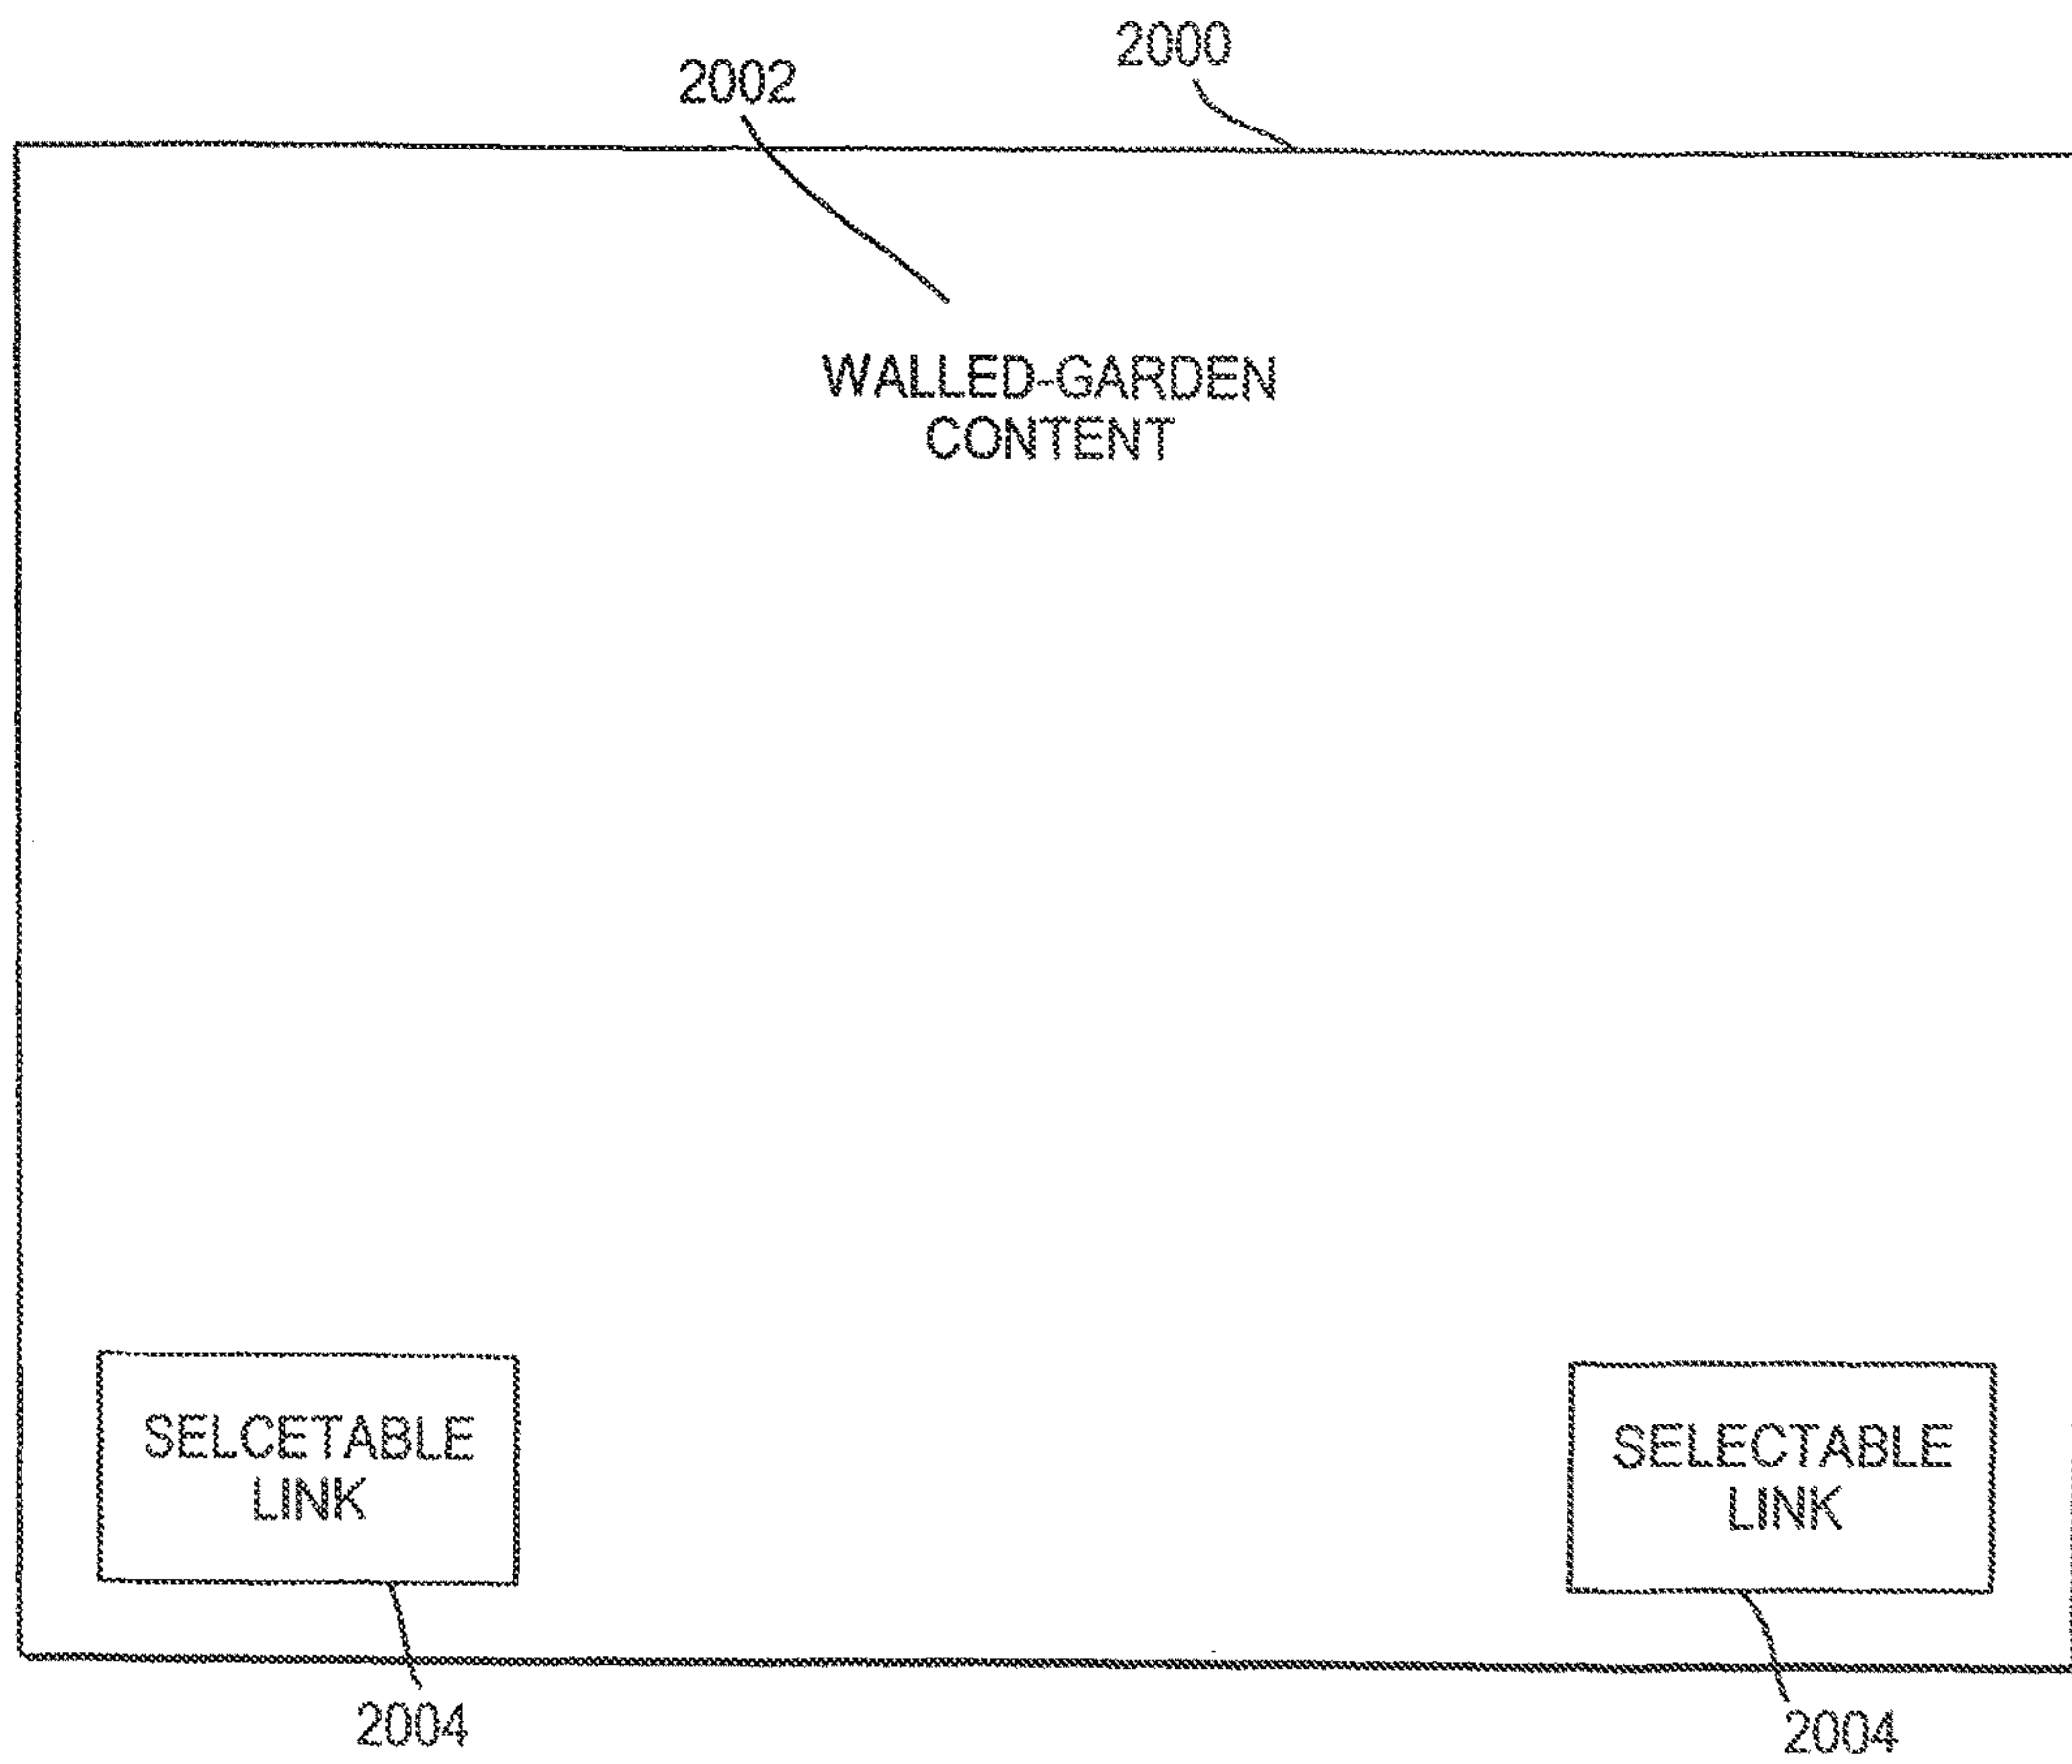 2000
2002
WALLED-GARDEN
CONTENT
SELCETABLE
LINK
SELECTABLE
LINK
2004
2004